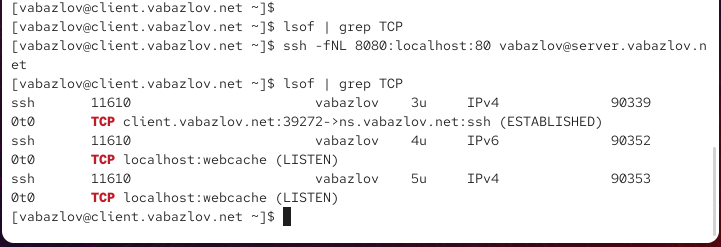 [vabazlov@client.vabazlov.net ~]$
[vabazlov@client.vabazlov.net ~]$ lsof | grep TCP
[vabazlov@client.vabazlov.net ~]$ ssh -fNL 8080:localhost:80 vabazlov@server.vabazlov.n
et
[vabazlov@client.vabazlov.net ~]$ lsof | grep TCP
ssh       11610                       vabazlov    3u     IPv4              90339
0t0       TCP client.vabazlov.net:39272->ns.vabazlov.net:ssh (ESTABLISHED)
ssh       11610                       vabazlov    4u     IPv6              90352
0t0       TCP localhost:webcache (LISTEN)
ssh       11610                       vabazlov    5u     IPv4              90353
0t0       TCP localhost:webcache (LISTEN)
[vabazlov@client.vabazlov.net ~]$